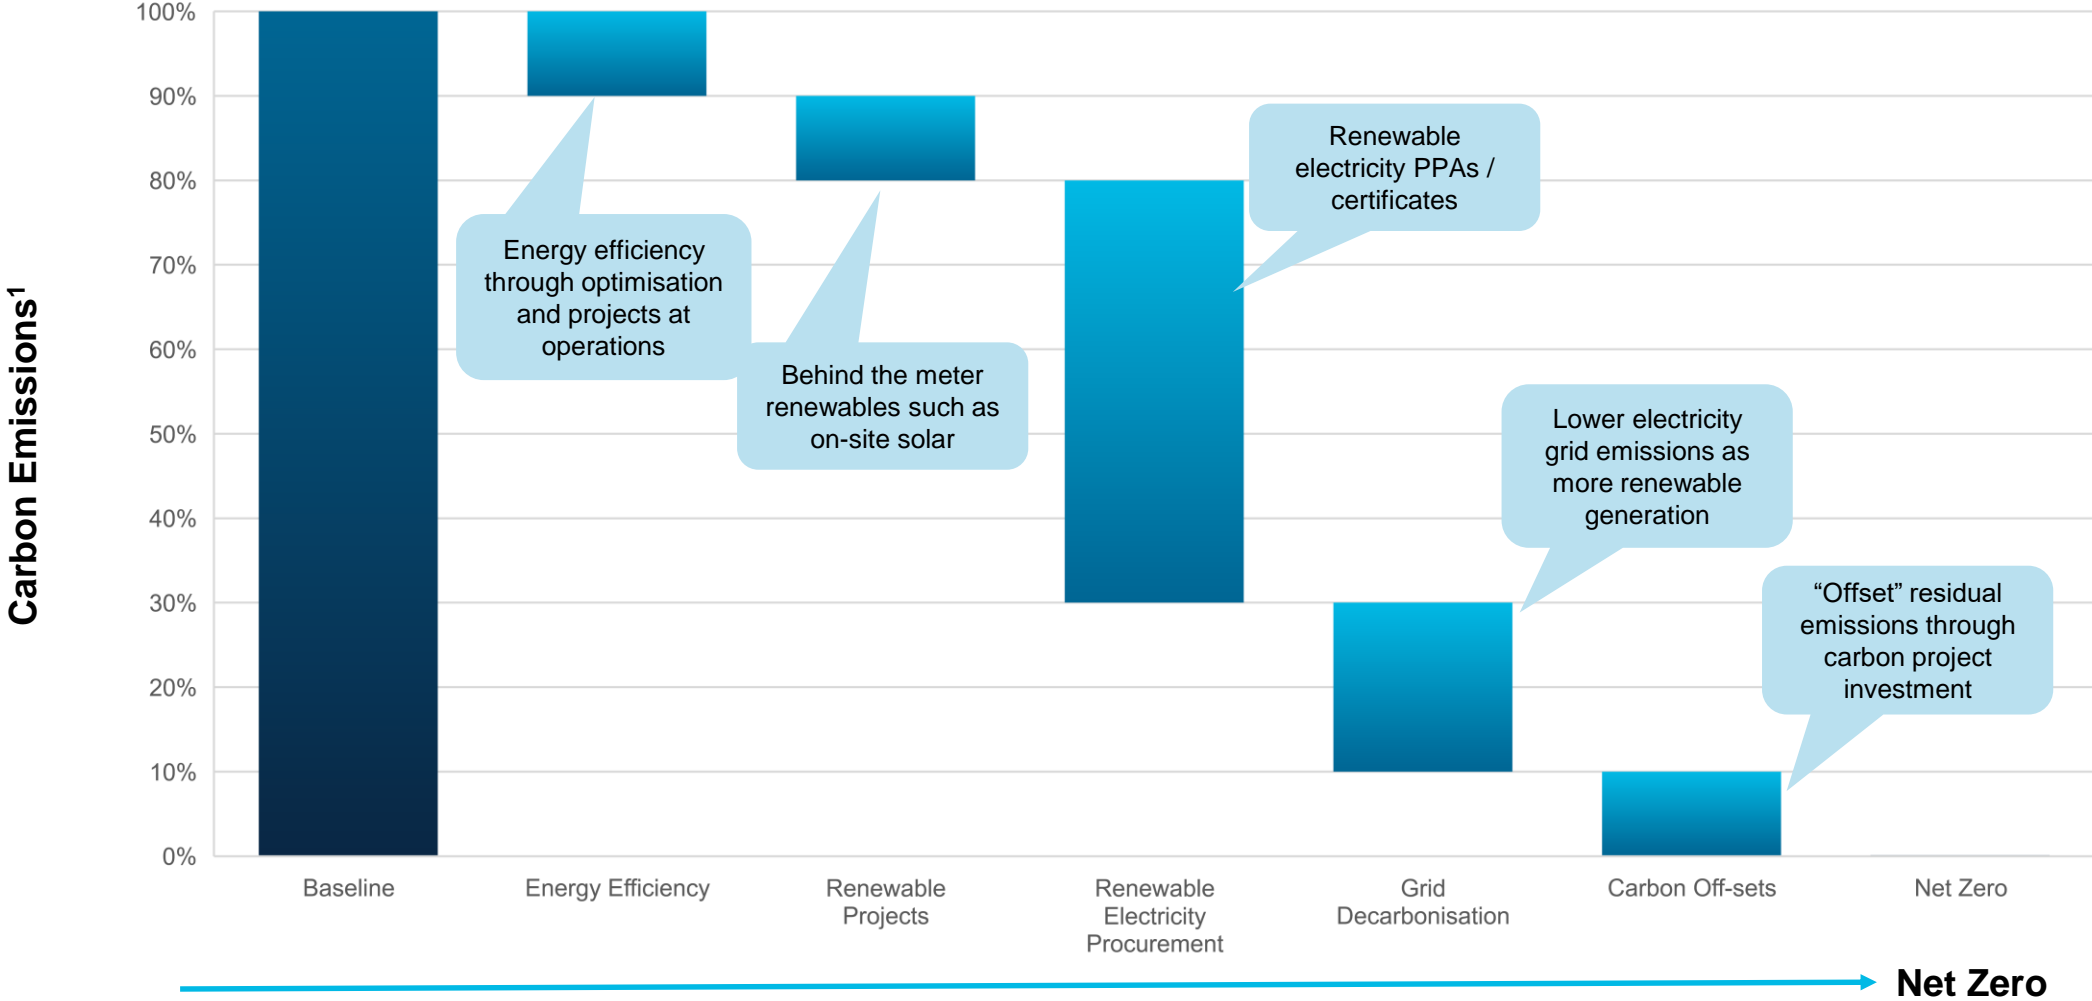 Carbon Emissions¹
100%
90%
80%
70%
60%
50%
40%
30%
20%
10%
0%
Energy efficiency
through optimisation
and projects at
operations
Behind the meter
renewables such as
on-site solar
Renewable
electricity PPAs /
certificates
Lower electricity
grid emissions as
more renewable
generation
“Offset” residual
emissions through
carbon project
investment
Baseline
Energy Efficiency
Renewable
Projects
Renewable
Electricity
Procurement
Grid
Decarbonisation
Carbon Off-sets
Net Zero
Net Zero